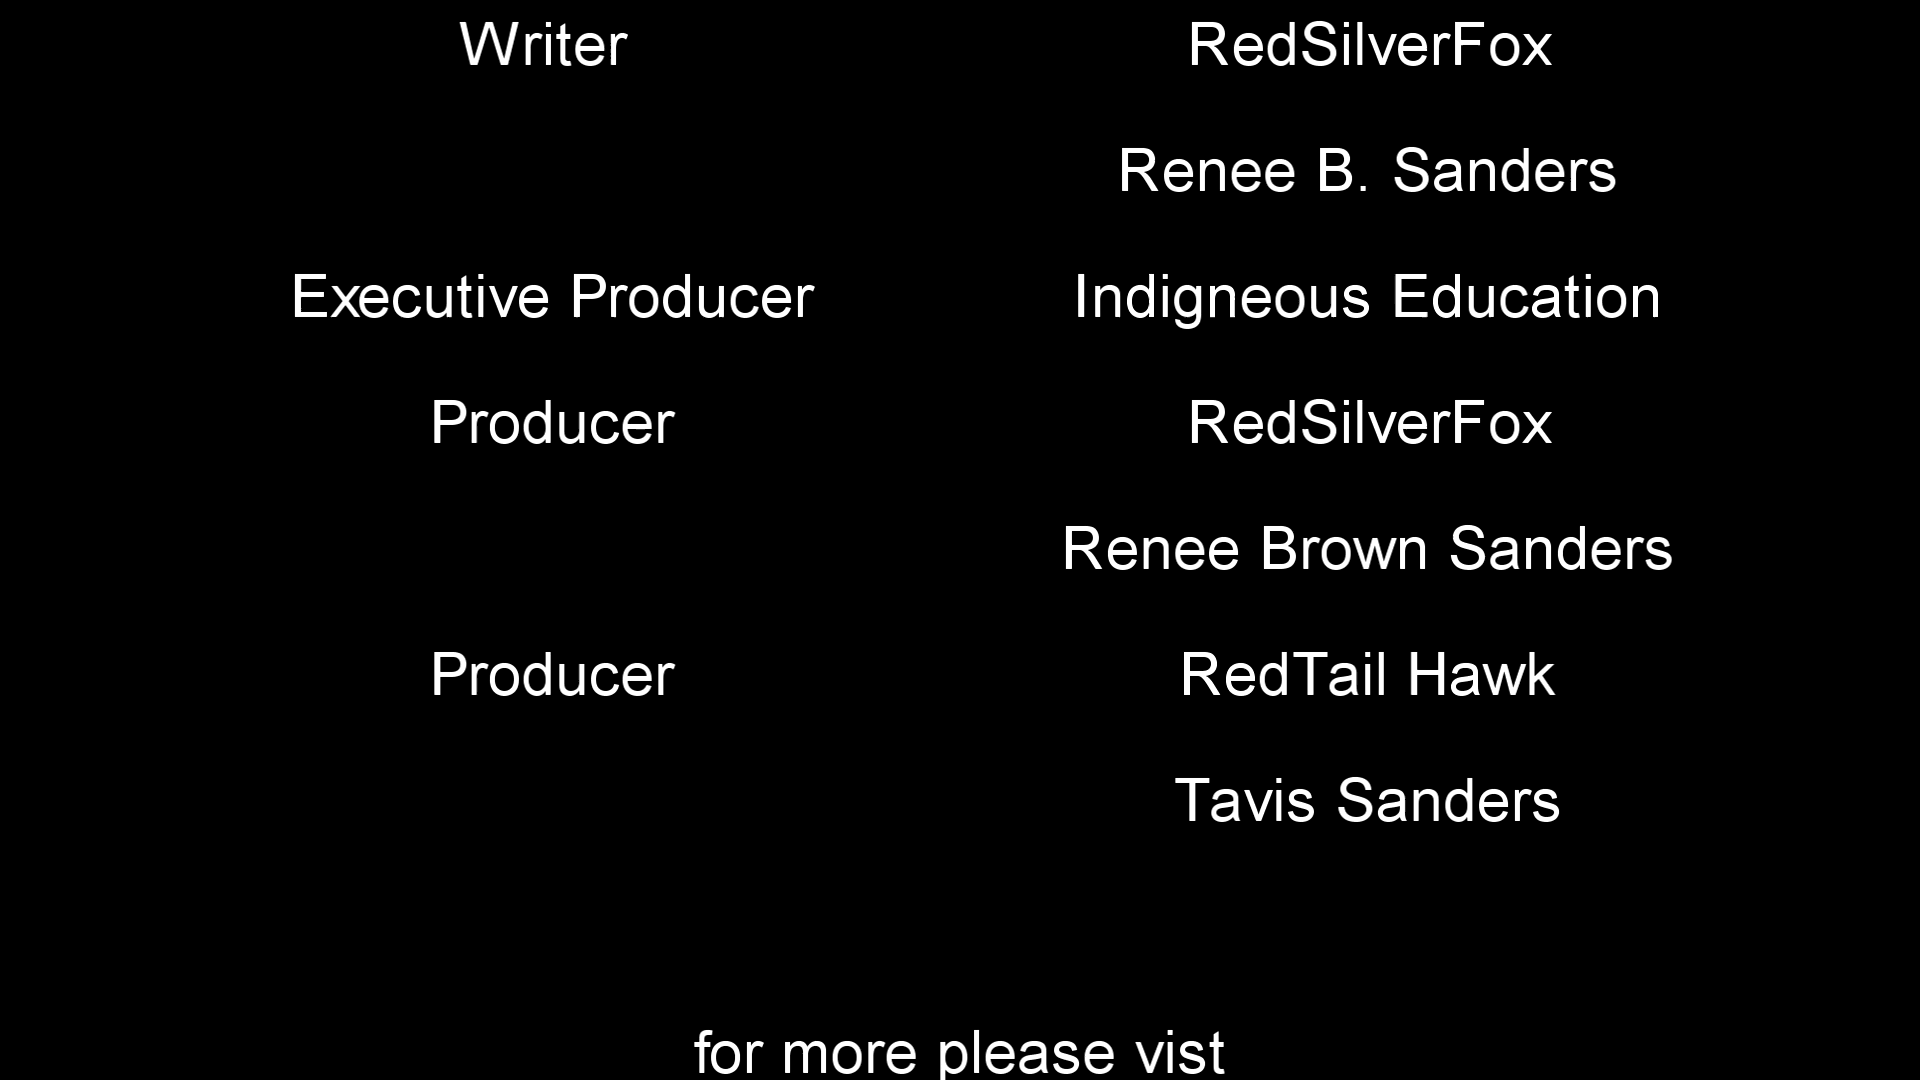 Writer RedSilverFox
Renee B. Sanders
Executive Producer Indigneous Education
Producer RedSilverFox
Renee Brown Sanders
Producer RedTail Hawk
Tavis Sanders
for more please vist